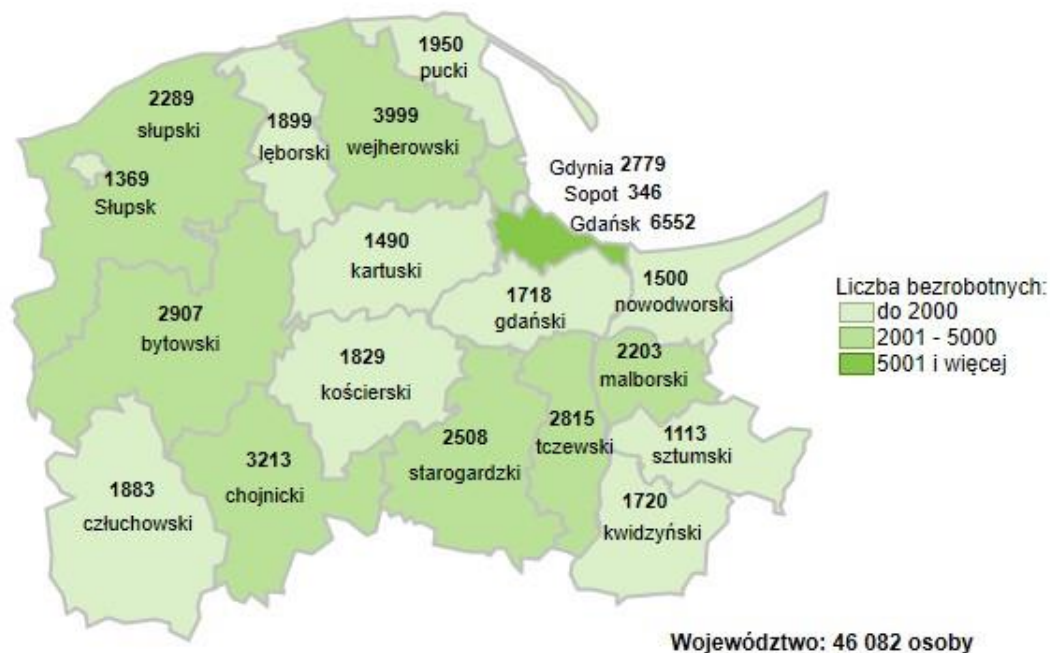 1950
pucki
2289
słupski
1899
lęborski
3999
wejherowski
Gdynia 2779
Sopot 346
Gdańsk 6552
1369
Słupsk
1490
kartuski
1718
gdański
1500
nowodworski
Liczba bezrobotnych:
do 2000
2001 - 5000
5001 i więcej
2907
bytowski
1829
kościerski
2203
malborski
2815
tczewski
2508
starogardzki
1113
sztumski
3213
chojnicki
1883
człuchowski
1720
kwidzyński
Województwo: 46 082 osoby